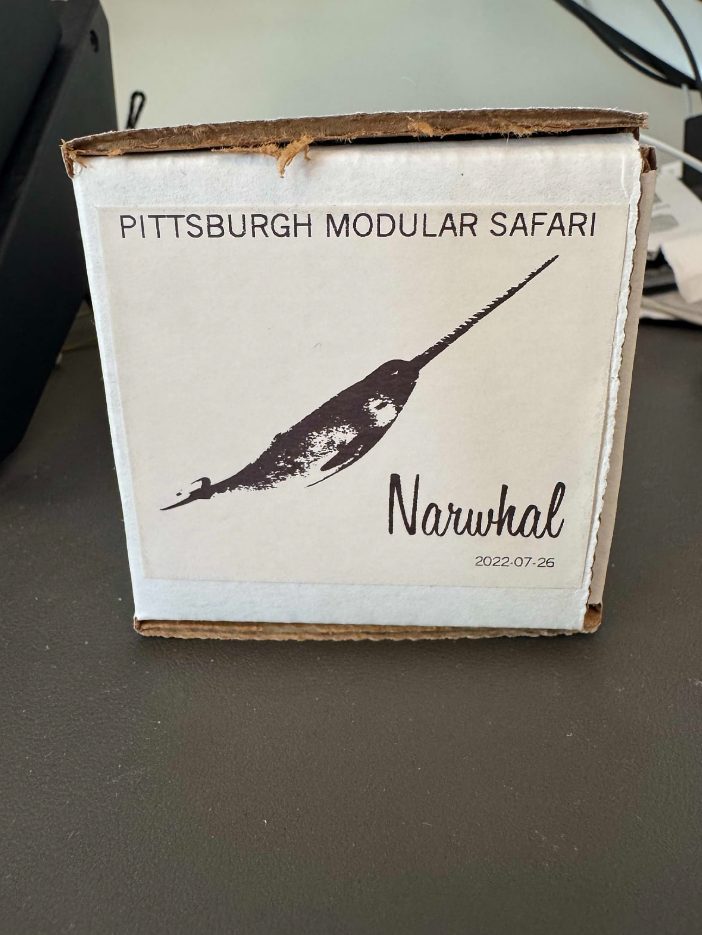 PITTSBURGH MODULAR SAFARI
Narwhal
2022-07-26